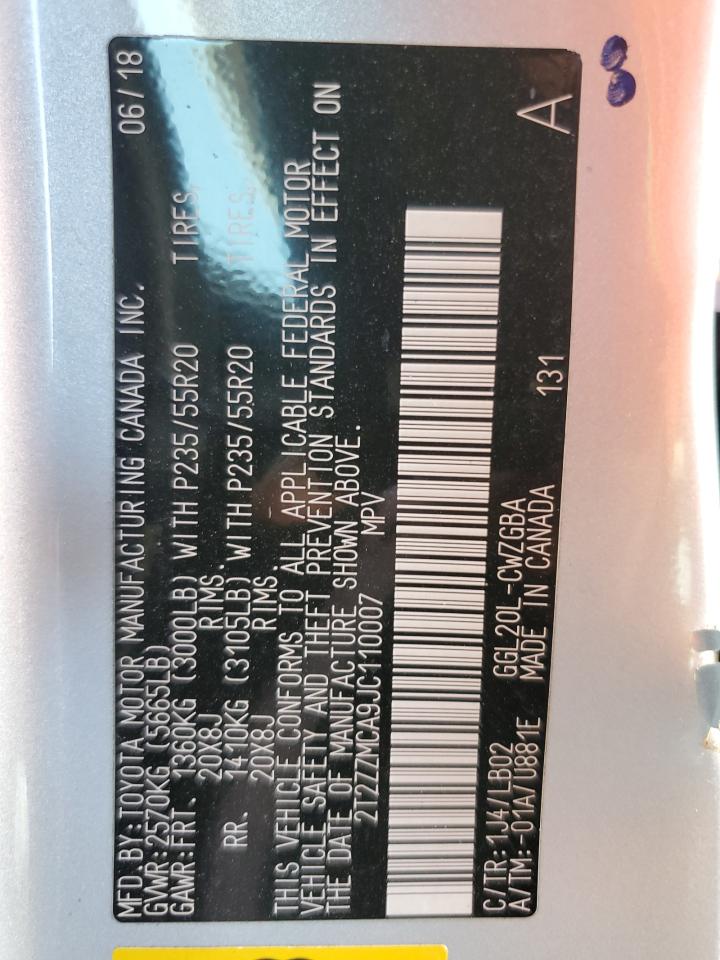 MFD.BY:TOYOTA MOTOR MANUFACTURING CANADA INC. 06/18
GVWR:2570KG (5665LB)
GAWR:FRT. 1360KG (3000LB) WITH P235/55R20 TIRES,
20X8J RIMS.
RR. 1410KG (3105LB) WITH P235/55R20 TIRES,
20X8J RIMS.
THIS VEHICLE CONFORMS TO ALL APPLICABLE FEDERAL MOTOR
VEHICLE SAFETY AND THEFT PREVENTION STANDARDS IN EFFECT ON
THE DATE OF MANUFACTURE SHOWN ABOVE.
2T2ZZMCA9JC110007 MPV
C/TR:1J4/LB02 GGL20L-CWZGBA A
A/TM:-01A/U881E MADE IN CANADA 131